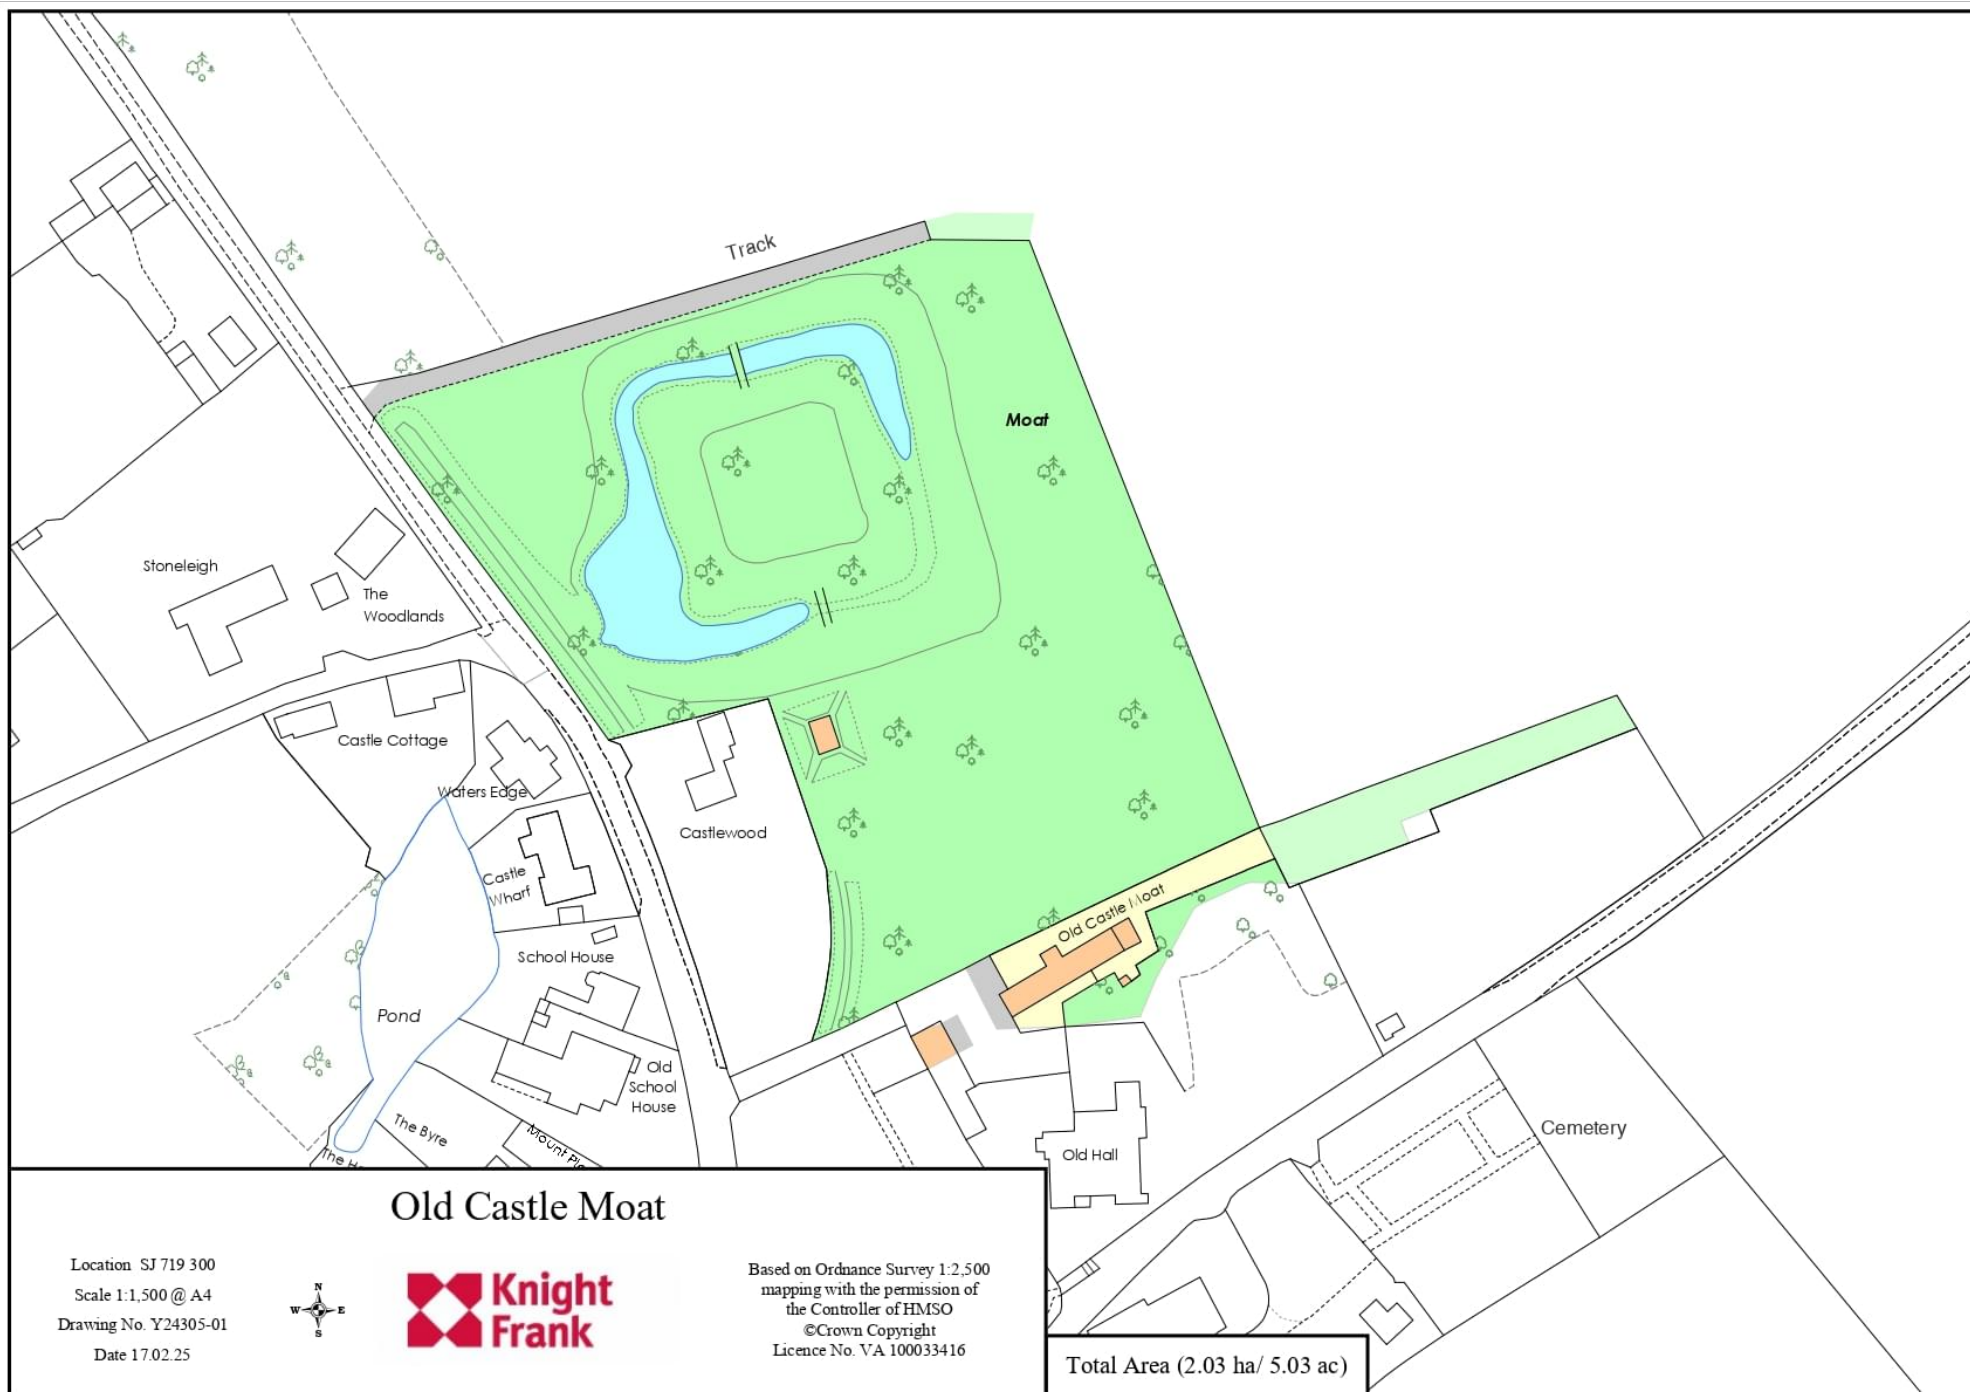 Track
Moat
Stoneleigh
The
Woodlands
Castle Cottage
Waters Edge
Castlewood
Castle
Wharf
Old Castle Moat
School House
Pond
Old
School
House
The Byre
Mount
The
Old Hall
Cemetery
Old Castle Moat
Location SJ 719 300
Scale 1:1,500 @ A4
Drawing No. Y24305-01
Date 17.02.25
N
W E
S
Knight
Frank
Based on Ordnance Survey 1:2,500
mapping with the permission of
the Controller of HMSO
©Crown Copyright
Licence No. VA 100033416
Total Area (2.03 ha/ 5.03 ac)